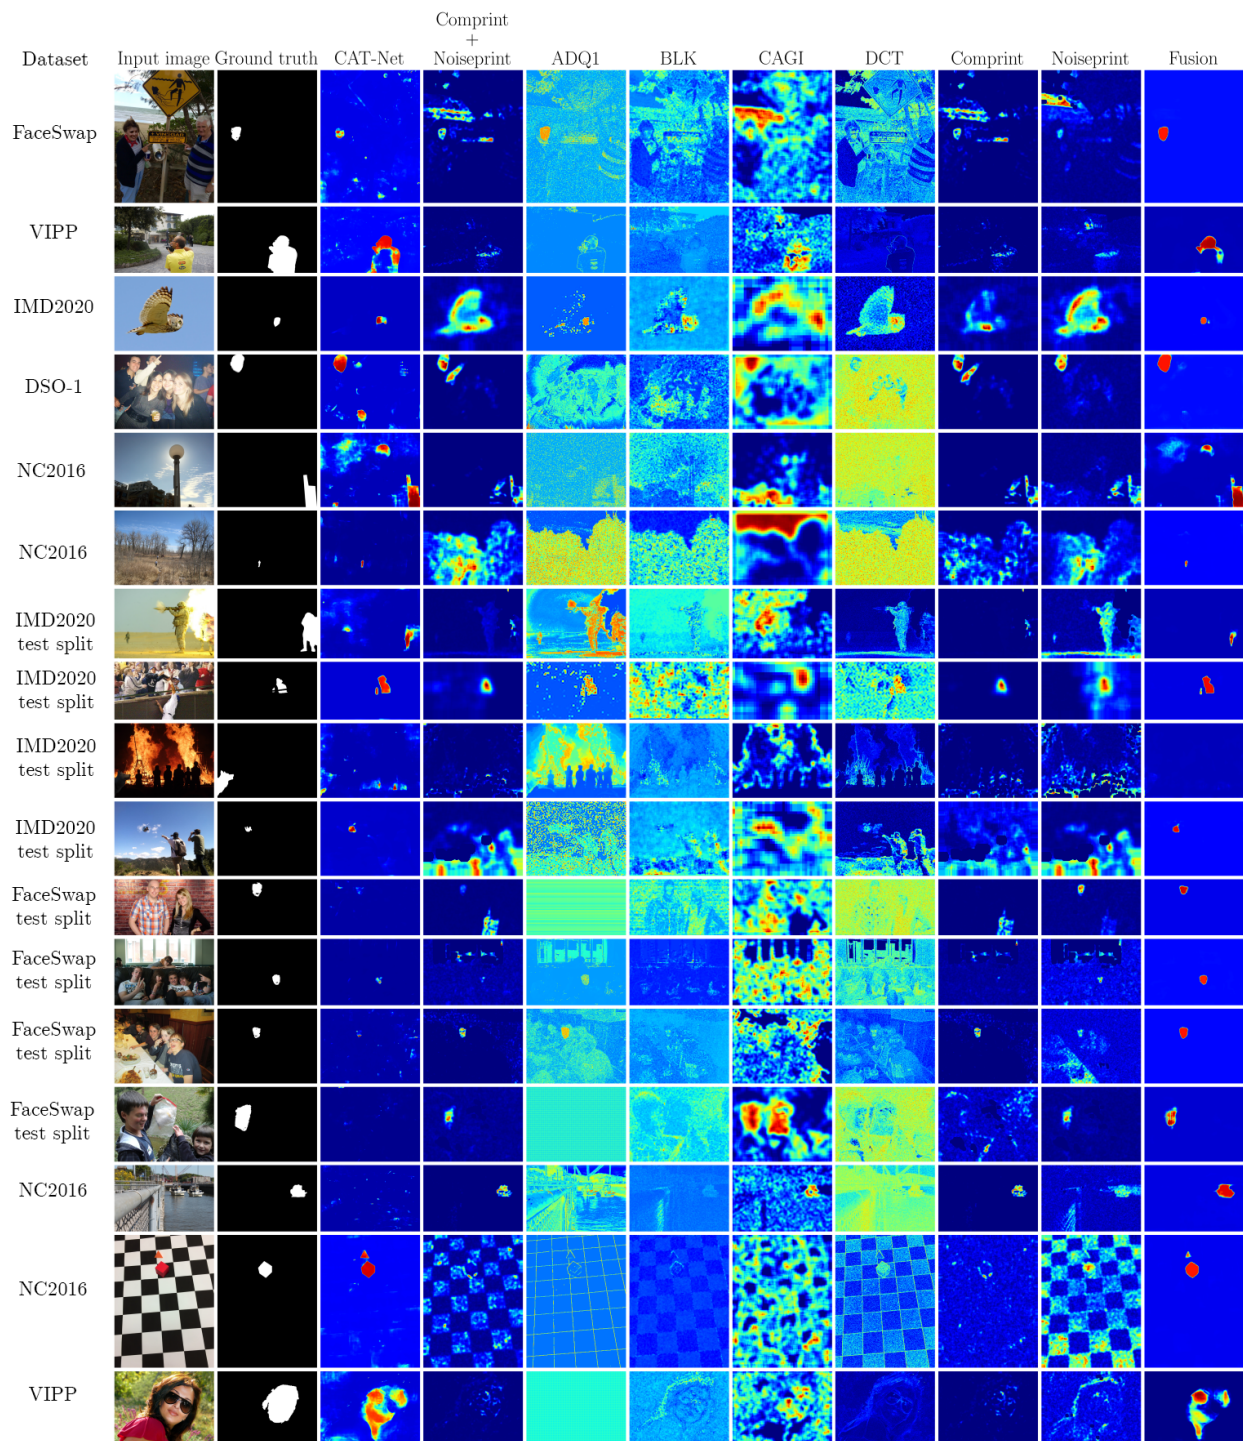 Comprint
+
Dataset Input image Ground truth CAT-Net Noiseprint ADQ1 BLK CAGI DCT Comprint Noiseprint Fusion
FaceSwap
VIPP
IMD2020
DSO-1
NC2016
NC2016
IMD2020
test split
IMD2020
test split
IMD2020
test split
IMD2020
test split
FaceSwap
test split
FaceSwap
test split
FaceSwap
test split
FaceSwap
test split
NC2016
NC2016
VIPP